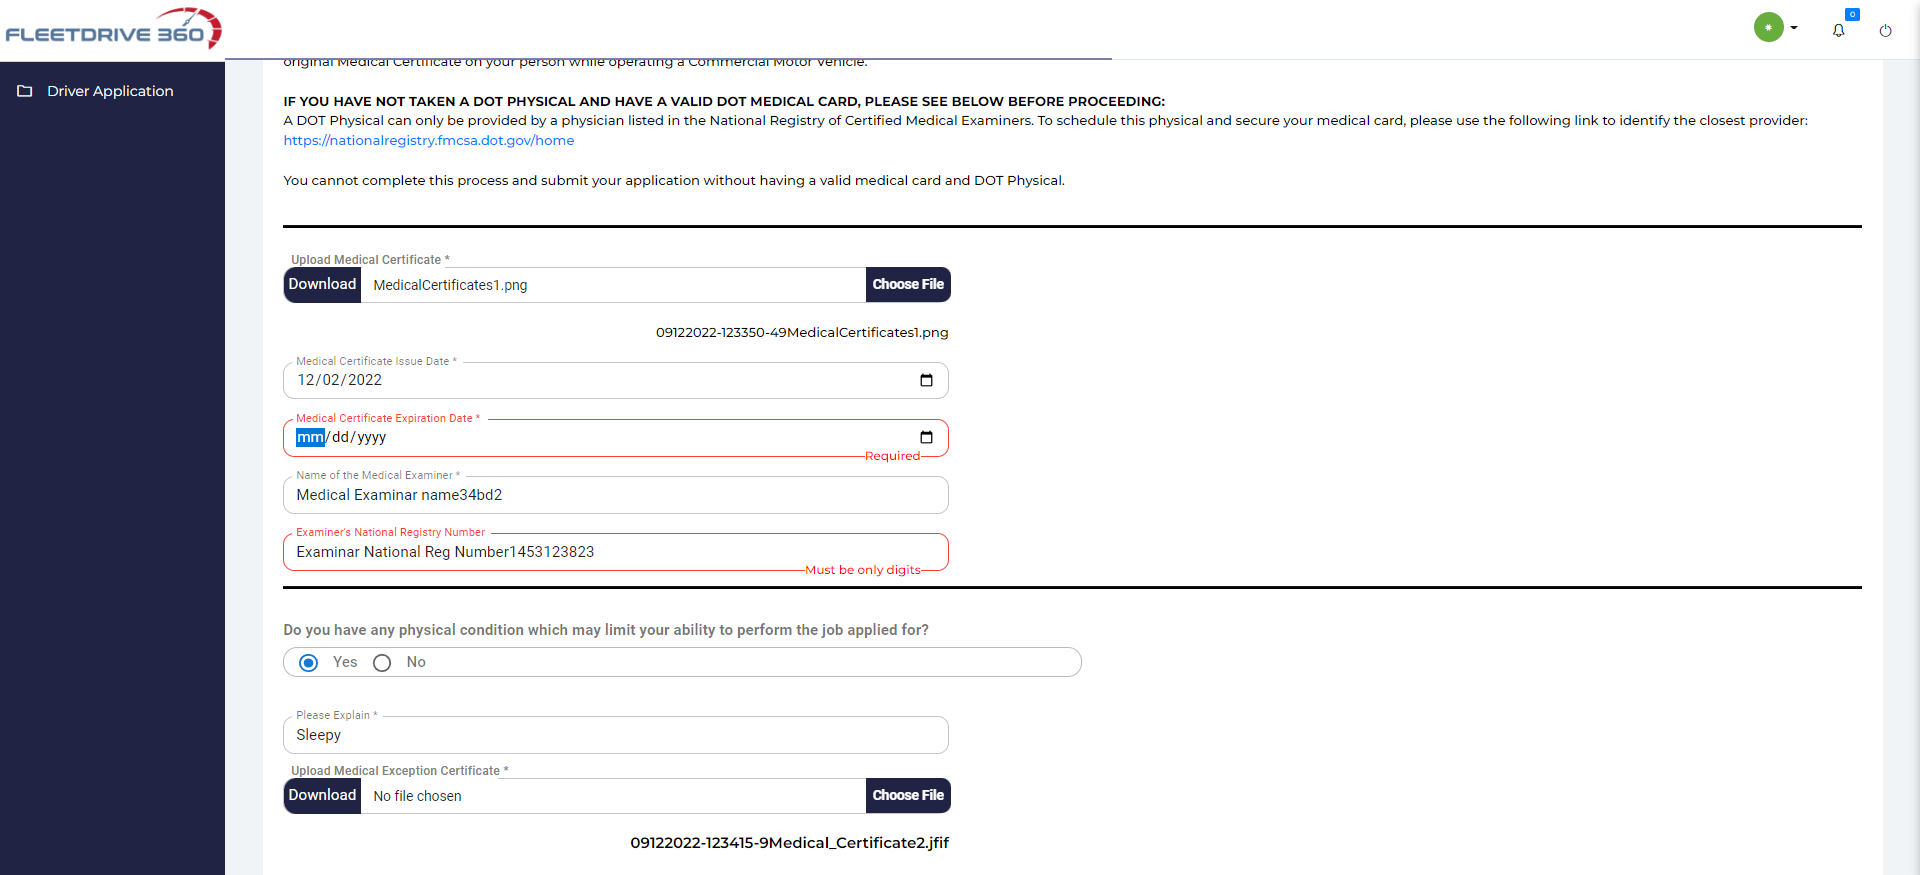 FLEETDRIVE 360
0
Driver Application
original Medical Certificate on your person while operating a Commercial Motor Vehicle.
IF YOU HAVE NOT TAKEN A DOT PHYSICAL AND HAVE A VALID DOT MEDICAL CARD, PLEASE SEE BELOW BEFORE PROCEEDING:
A DOT Physical can only be provided by a physician listed in the National Registry of Certified Medical Examiners. To schedule this physical and secure your medical card, please use the following link to identify the closest provider:
https://nationalregistry.fmcsa.dot.gov/home
You cannot complete this process and submit your application without having a valid medical card and DOT Physical.
Upload Medical Certificate *
Download MedicalCertificates1.png Choose File
09122022-123350-49MedicalCertificates1.png
Medical Certificate Issue Date *
12/02/2022
Medical Certificate Expiration Date *
mm/dd/yyyy
Required
Name of the Medical Examiner *
Medical Examinar name34bd2
Examiner's National Registry Number
Examinar National Reg Number1453123823
Must be only digits
Do you have any physical condition which may limit your ability to perform the job applied for?
Yes No
Please Explain *
Sleepy
Upload Medical Exception Certificate *
Download No file chosen Choose File
09122022-123415-9Medical_Certificate2.jfif